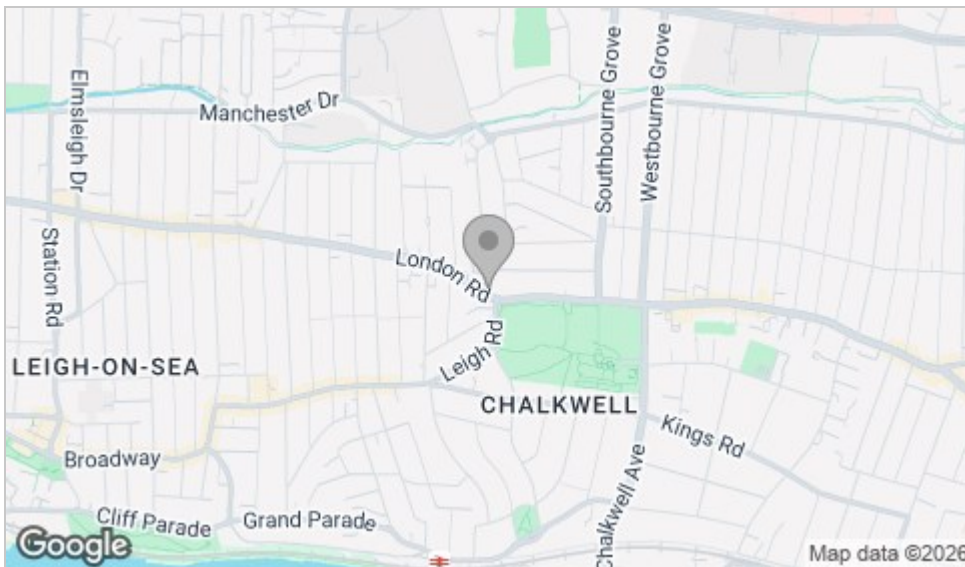 Elmsleigh Dr
Manchester Dr
Southbourne Grove
Westbourne Grove
Station Rd
London Rd
Leigh Rd
LEIGH-ON-SEA
CHALKWELL
Kings Rd
Broadway
Chalkwell Ave
Cliff Parade
Grand Parade
Google
Map data ©2026